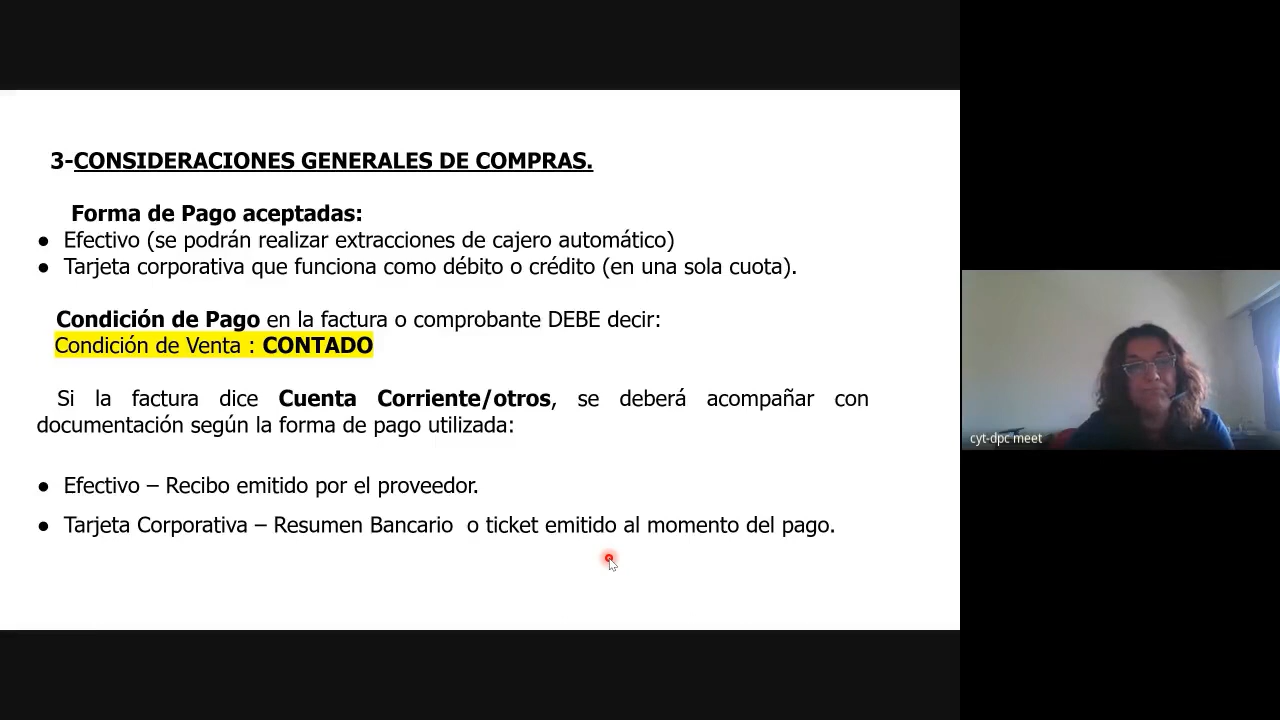 3-CONSIDERACIONES GENERALES DE COMPRAS.
Forma de Pago aceptadas:
● Efectivo (se podrán realizar extracciones de cajero automático)
● Tarjeta corporativa que funciona como débito o crédito (en una sola cuota).
Condición de Pago en la factura o comprobante DEBE decir:
Condición de Venta : CONTADO
Si la factura dice Cuenta Corriente/otros, se deberá acompañar con
documentación según la forma de pago utilizada:
● Efectivo – Recibo emitido por el proveedor.
● Tarjeta Corporativa – Resumen Bancario o ticket emitido al momento del pago.
cyt-dpc meet